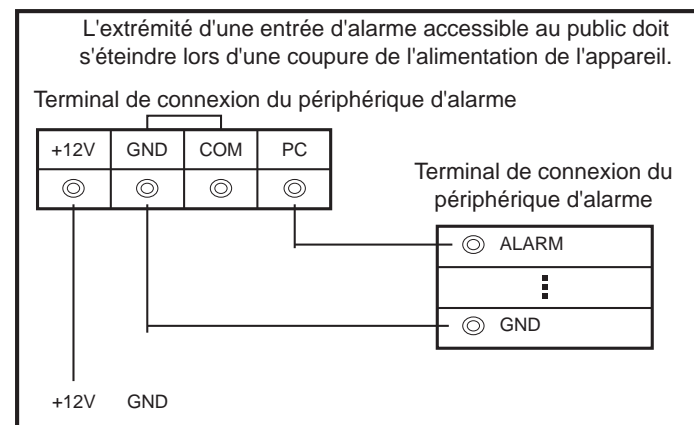 L'extrémité d'une entrée d'alarme accessible au public doit
s'éteindre lors d'une coupure de l'alimentation de l'appareil.
Terminal de connexion du périphérique d'alarme
+12V GND COM PC
Terminal de connexion du
périphérique d'alarme
ALARM
GND
+12V GND